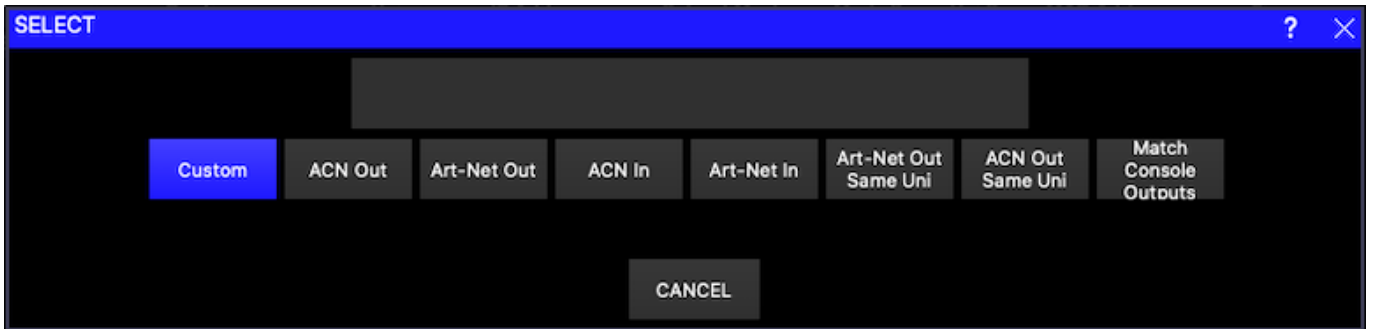 SELECT ?
Custom
ACN Out
Art-Net Out
ACN In
Art-Net In
Art-Net Out
Same Uni
ACN Out
Same Uni
Match
Console
Outputs
CANCEL